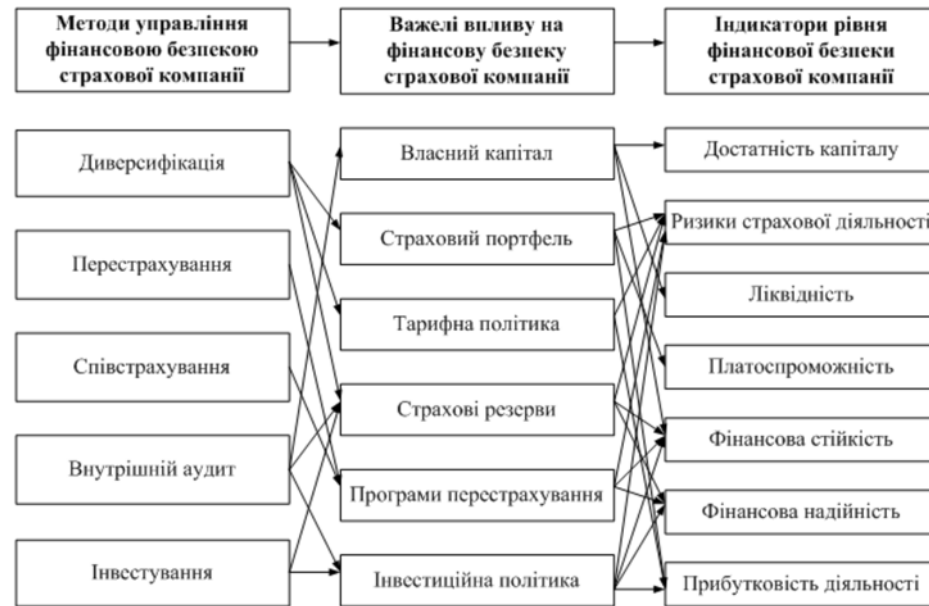 Методи управління
фінансовою безпекою
страхової компанії
Важелі впливу на
фінансову безпеку
страхової компанії
Індикатори рівня
фінансової безпеки
страхової компанії
Диверсифікація
Перестрахування
Співстрахування
Внутрішній аудит
Інвестування
Власний капітал
Страховий портфель
Тарифна політика
Страхові резерви
Програми перестрахування
Інвестиційна політика
Достатність капіталу
Ризики страхової діяльності
Ліквідність
Платоспроможність
Фінансова стійкість
Фінансова надійність
Прибутковість діяльності